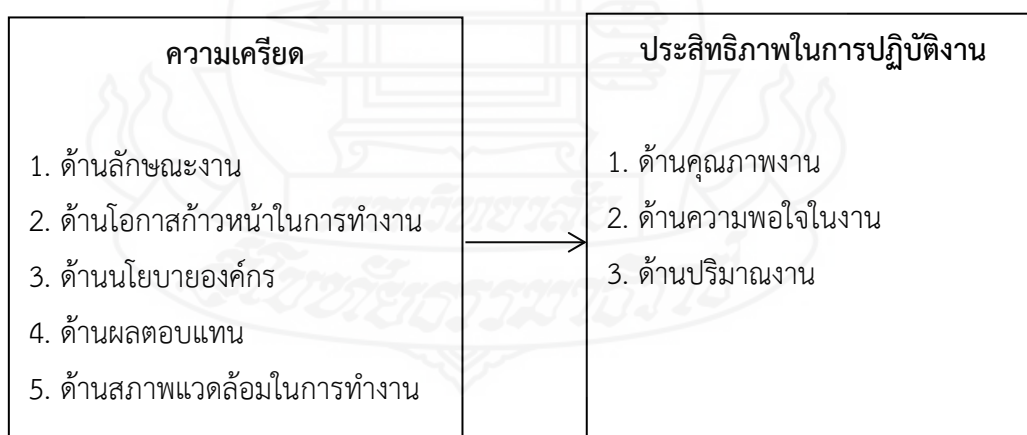 ความเครียด
1. ด้านลักษณะงาน
2. ด้านโอกาสก้าวหน้าในการทำงาน
3. ด้านนโยบายองค์กร
4. ด้านผลตอบแทน
5. ด้านสภาพแวดล้อมในการทำงาน
ประสิทธิภาพในการปฏิบัติงาน
1. ด้านคุณภาพงาน
2. ด้านความพอใจในงาน
3. ด้านปริมาณงาน